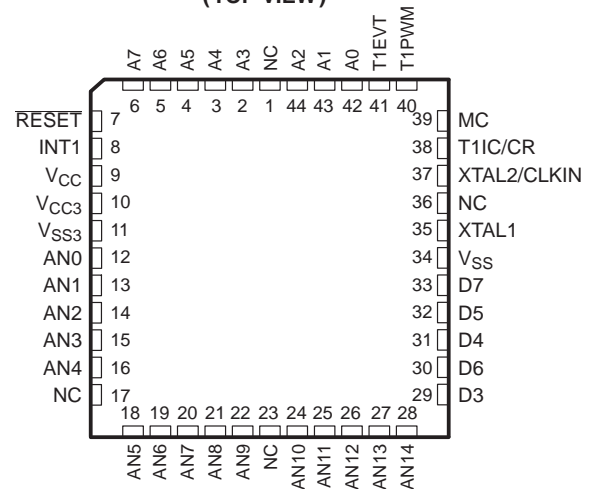 (TOP VIEW)
A7 A6 A5 A4 A3 NC A2 A1 A0 T1EVT T1PWM
6 5 4 3 2 1 44 43 42 41 40
RESET 7 39 MC
INT1 8 38 T1IC/CR
VCC 9 37 XTAL2/CLKIN
VCC3 10 36 NC
VSS3 11 35 XTAL1
AN0 12 34 VSS
AN1 13 33 D7
AN2 14 32 D5
AN3 15 31 D4
AN4 16 30 D6
NC 17 29 D3
18 19 20 21 22 23 24 25 26 27 28
AN5 AN6 AN7 AN8 AN9 NC AN10 AN11 AN12 AN13 AN14